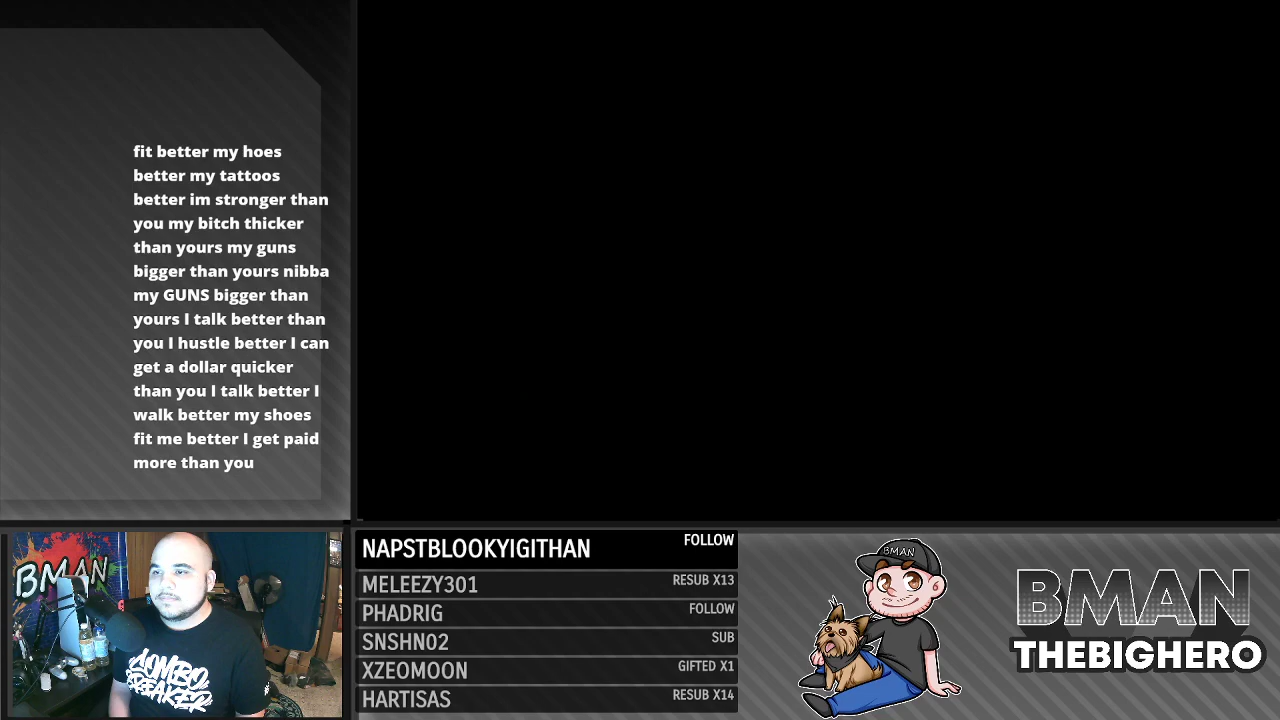 fit better my hoes
better my tattoos
better im stronger than
you my bitch thicker
than yours my guns
bigger than yours nibba
my GUNS bigger than
yours I talk better than
you I hustle better I can
get a dollar quicker
than you I talk better I
walk better my shoes
fit me better I get paid
more than you
BMAN
COMBO
BREAKER
NAPSTBLOOKYIGITHAN FOLLOW
MELEEZY301 RESUB X13
PHADRIG FOLLOW
SNSHN02 SUB
XZEOMOON GIFTED X1
HARTISAS RESUB X14
BMAN
BMAN
THEBIGHERO